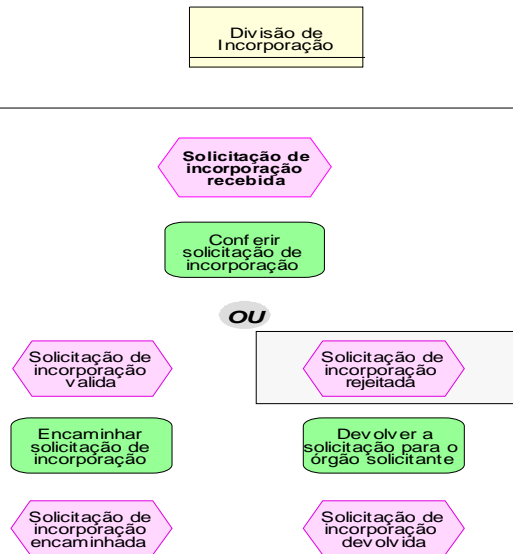 Divisão de
Incorporação
Solicitação de
incorporação
recebida
Conferir
solicitação de
incorporação
OU
Solicitação de
incorporação
valida
Solicitação de
incorporação
rejeitada
Encaminhar
solicitação de
incorporação
Devolver a
solicitação para o
órgão solicitante
Solicitação de
incorporação
encaminhada
Solicitação de
incorporação
devolvida